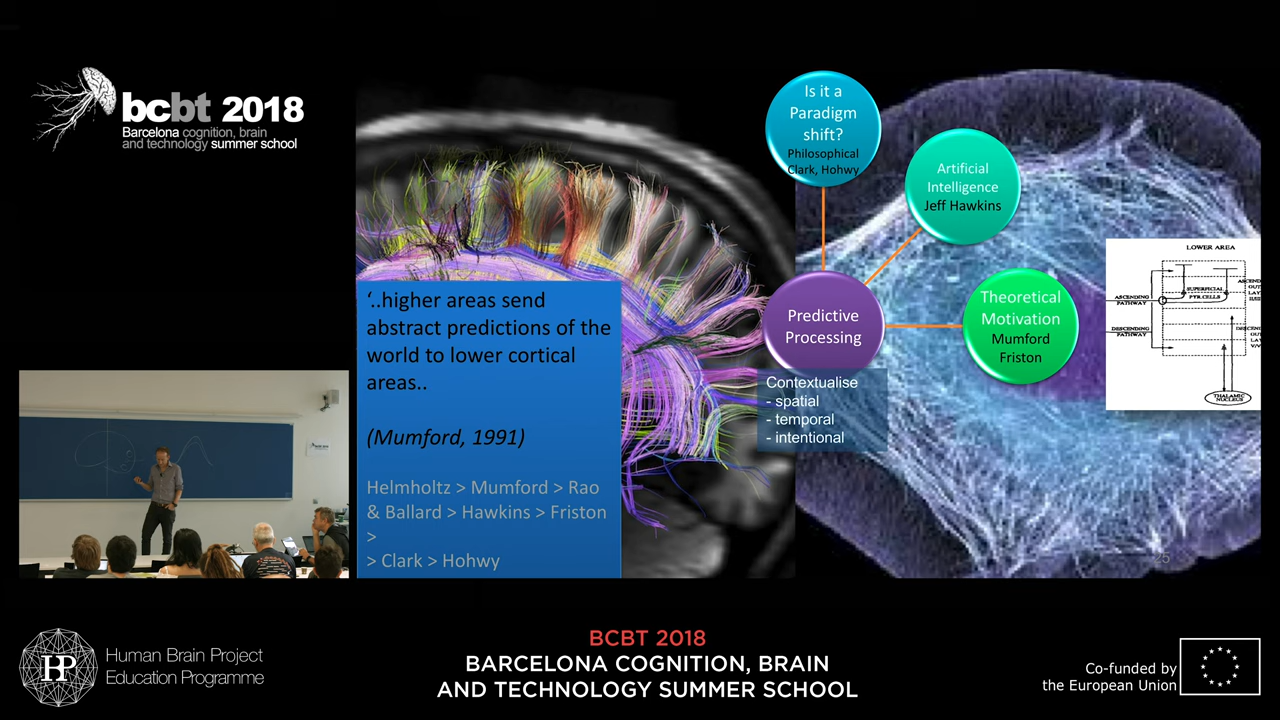 bcbt 2018
Barcelona cognition, brain
and technology summer school
'..higher areas send
abstract predictions of the
world to lower cortical
areas..
(Mumford, 1991)
Helmholtz > Mumford > Rao
& Ballard > Hawkins > Friston
>
> Clark > Hohwy
Is it a
Paradigm
shift?
Philosophical
Clark, Hohwy
Artificial
Intelligence
Jeff Hawkins
Predictive
Processing
Theoretical
Motivation
Mumford
Friston
Contextualise
- spatial
- temporal
- intentional
LOWER AREA
SUPERFICIAL
PYR.CELLS
ASCENDING
PATHWAY
DESCENDING
PATHWAY
THALAMIC
NUCLEUS
25
HP
Human Brain Project
Education Programme
BCBT 2018
BARCELONA COGNITION, BRAIN
AND TECHNOLOGY SUMMER SCHOOL
Co-funded by
the European Union